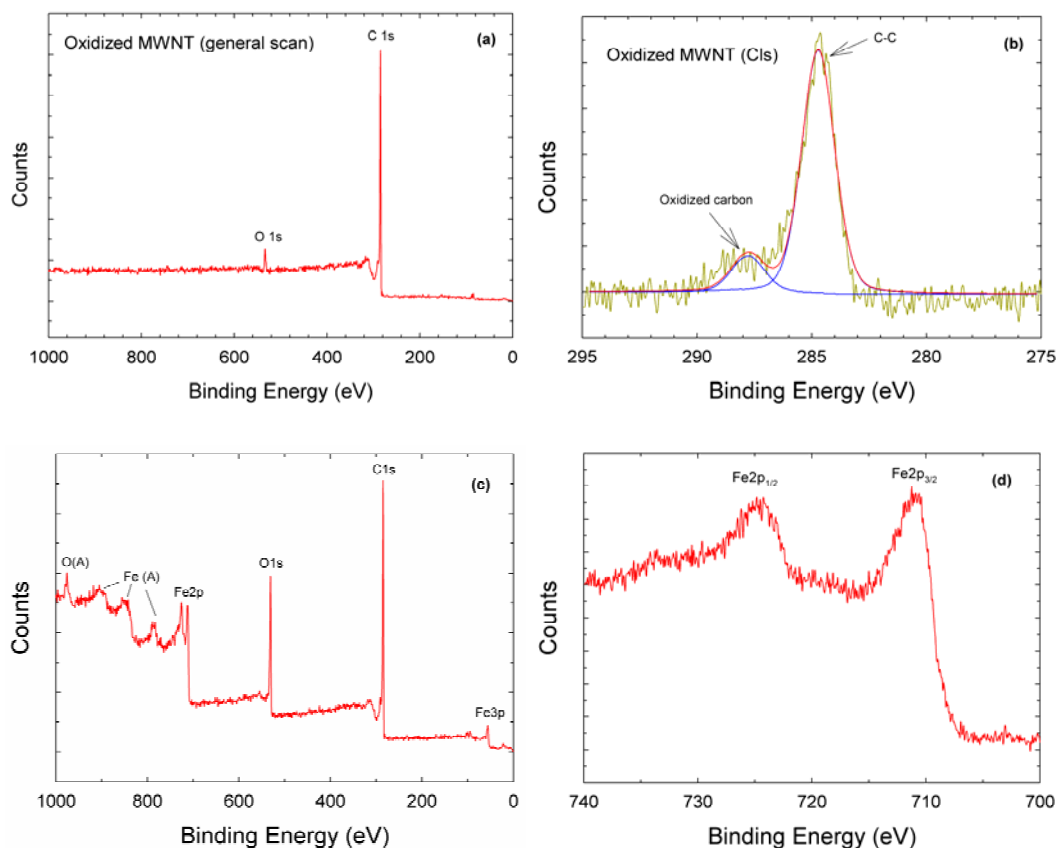 Oxidized MWNT (general scan)
C 1s
(a)
O 1s
Counts
1000 800 600 400 200 0
Binding Energy (eV)
Oxidized MWNT (Cls)
C-C
(b)
Oxidized carbon
Counts
295 290 285 280 275
Binding Energy (eV)
C1s
(c)
O(A)
Fe (A)
Fe2p
O1s
Fe3p
Counts
1000 800 600 400 200 0
Binding Energy (eV)
Fe2p1/2
Fe2p3/2
(d)
Counts
740 730 720 710 700
Binding Energy (eV)